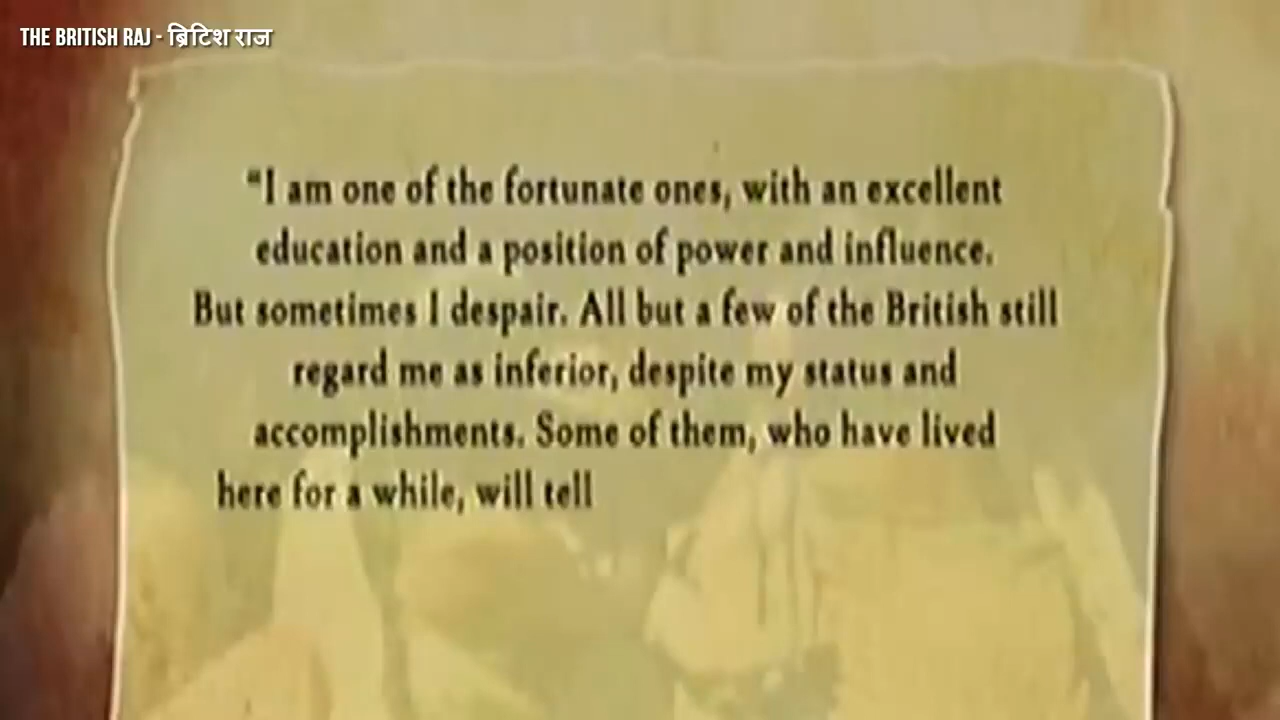 THE BRITISH RAJ - ब्रिटिश राज
"I am one of the fortunate ones, with an excellent
education and a position of power and influence.
But sometimes I despair. All but a few of the British still
regard me as inferior, despite my status and
accomplishments. Some of them, who have lived
here for a while, will tell